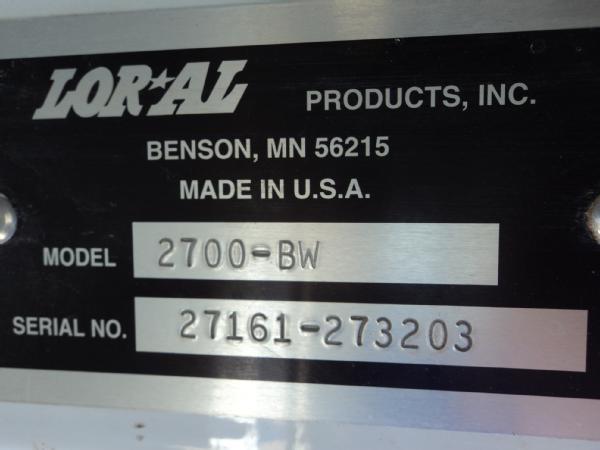 LOR★AL PRODUCTS, INC.
BENSON, MN 56215
MADE IN U.S.A.
MODEL 2700-BW
SERIAL NO. 27161-273203